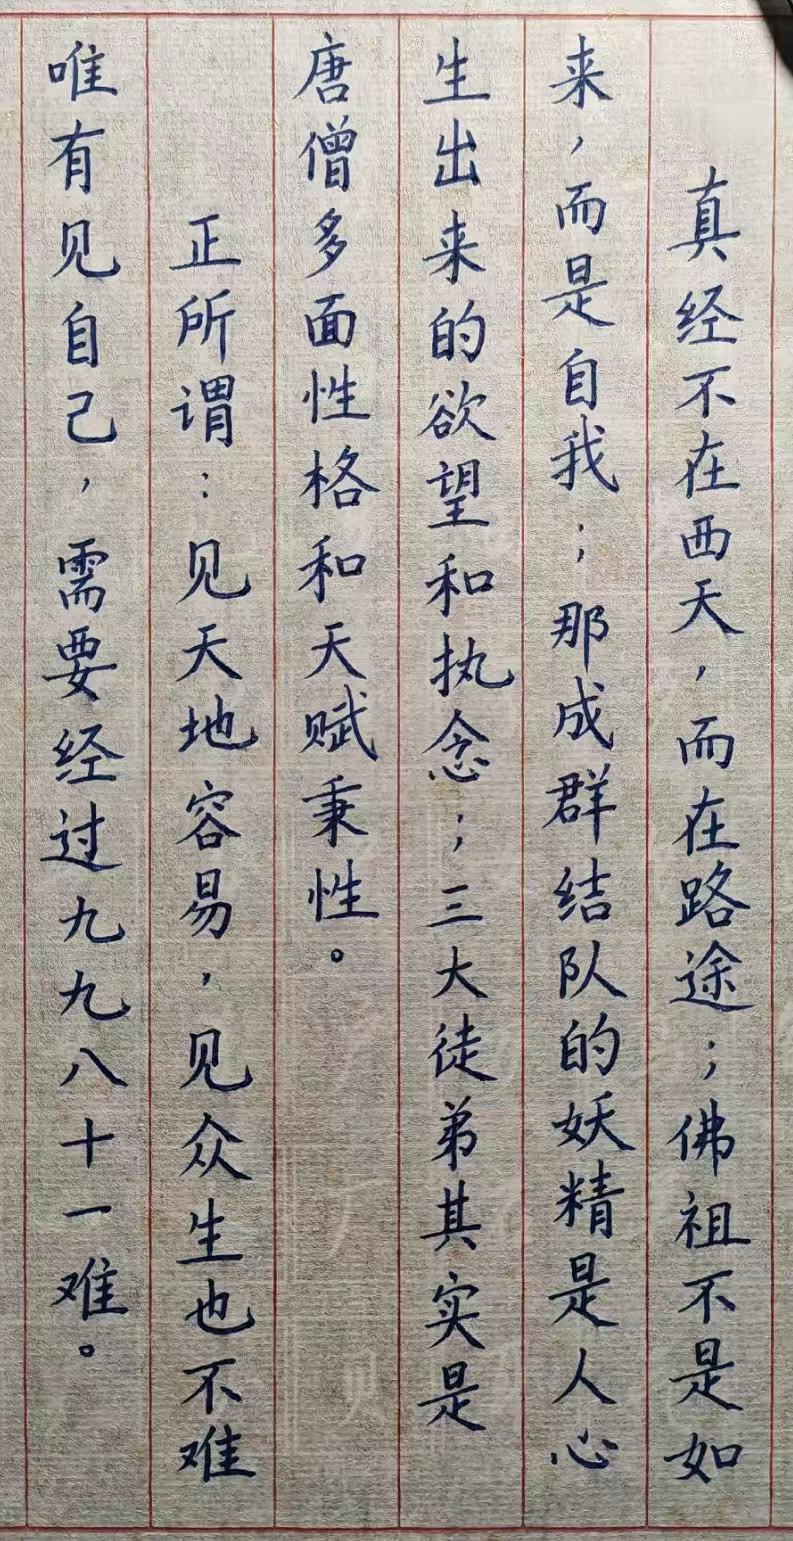 真经不在西天，而在路途；佛祖不是如
来，而是自我；那成群结队的妖精是人心
生出来的欲望和执念；三大徒弟其实是
唐僧多面性格和天赋秉性。
正所谓：见天地容易，见众生也不难
唯有见自己，需要经过九九八十一难。